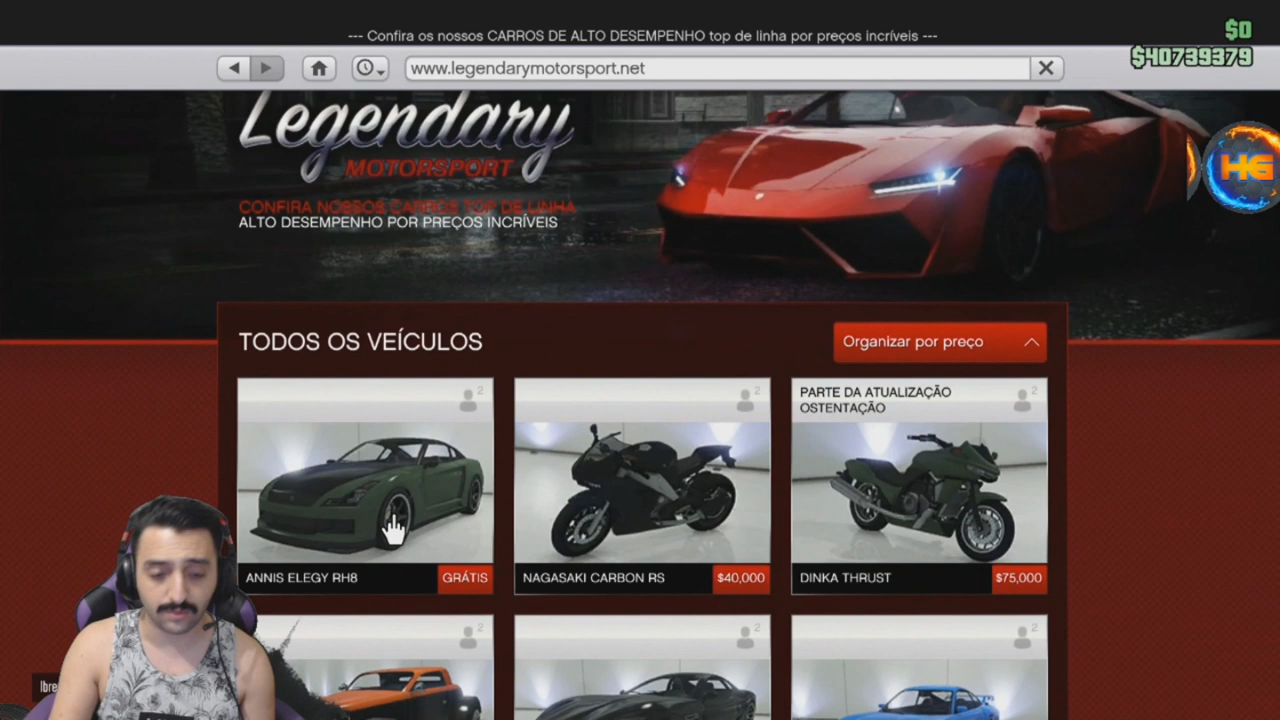 --- Confira os nossos CARROS DE ALTO DESEMPENHO top de linha por preços incríveis ---
$0
$40739379
www.legendarymotorsport.net
HG
Legendary
MOTORSPORT
CONFIRA NOSSOS CARROS TOP DE LINHA
ALTO DESEMPENHO POR PREÇOS INCRÍVEIS
TODOS OS VEÍCULOS
Organizar por preço
2
2
PARTE DA ATUALIZAÇÃO
OSTENTAÇÃO
2
ANNIS ELEGY RH8
GRÁTIS
NAGASAKI CARBON RS
$40,000
DINKA THRUST
$75,000
2
2
2